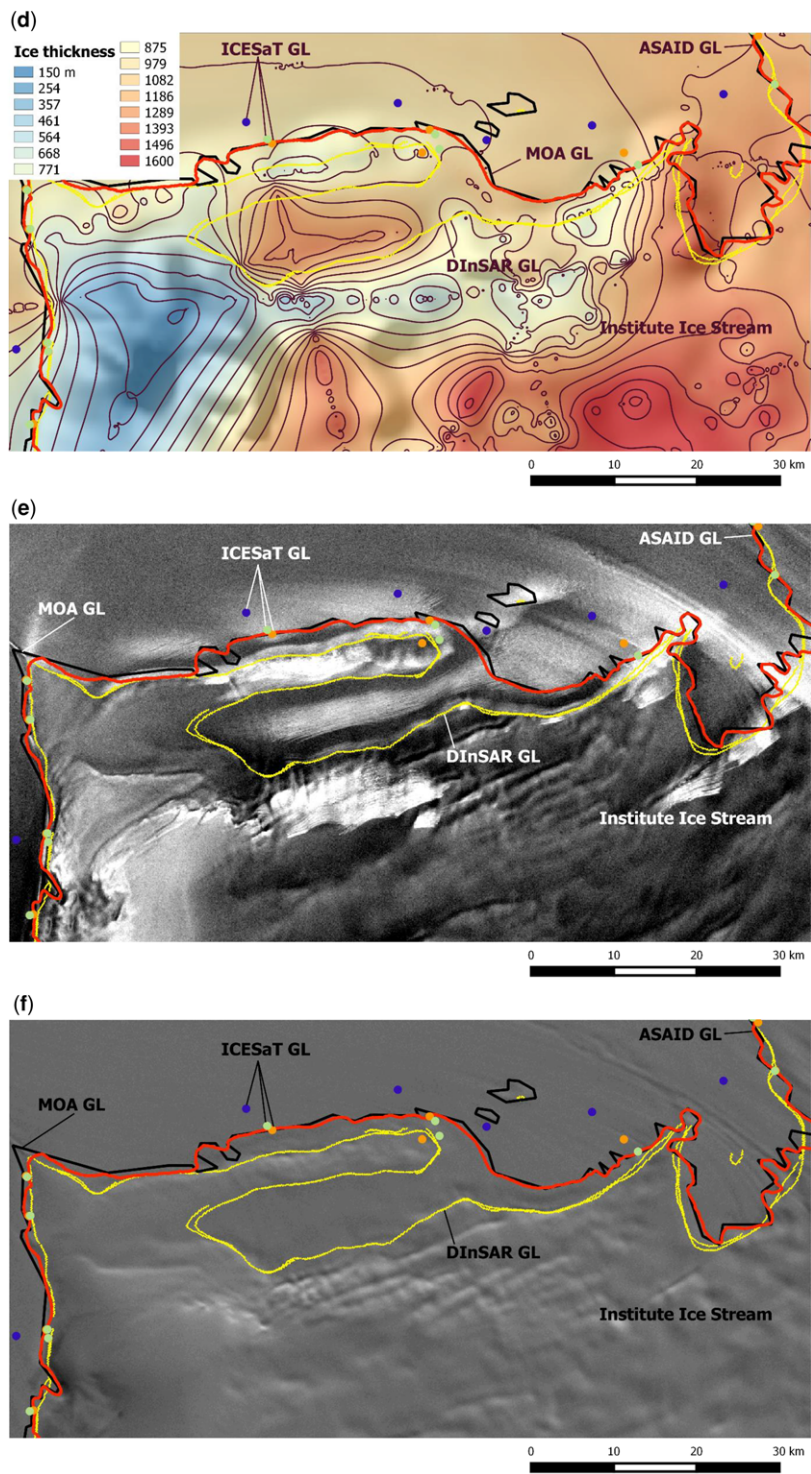 (d)
Ice thickness
150 m
254
357
461
564
668
771
875
979
1082
1186
1289
1393
1496
1600
ICESaT GL
ASAID GL
MOA GL
DInSAR GL
Institute Ice Stream
0 10 20 30 km
(e)
ICESaT GL
ASAID GL
MOA GL
DInSAR GL
Institute Ice Stream
0 10 20 30 km
(f)
ICESaT GL
ASAID GL
MOA GL
DInSAR GL
Institute Ice Stream
0 10 20 30 km